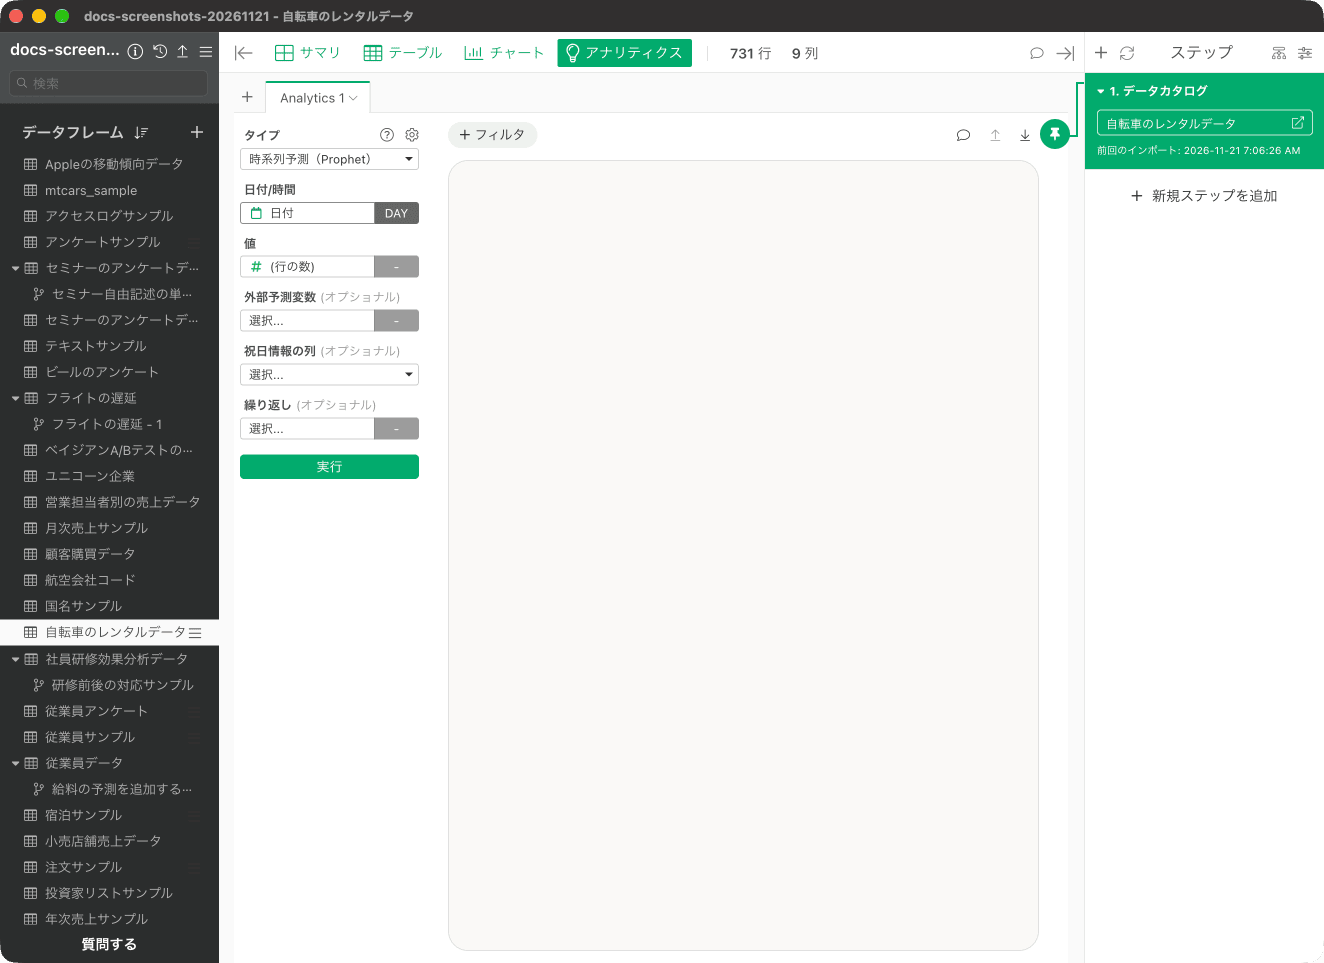 docs-screenshots-20261121 - 自転車のレンタルデータ
docs-screen...
検索
データフレーム
Appleの移動傾向データ
mtcars_sample
アクセスログサンプル
アンケートサンプル
セミナーのアンケートデ...
セミナー自由記述の単...
セミナーのアンケートデ...
テキストサンプル
ビールのアンケート
フライトの遅延
フライトの遅延 - 1
ベイジアンA/Bテストの...
ユニコーン企業
営業担当者別の売上データ
月次売上サンプル
顧客購買データ
航空会社コード
国名サンプル
自転車のレンタルデータ
社員研修効果分析データ
研修前後の対応サンプル
従業員アンケート
従業員サンプル
従業員データ
給料の予測を追加する...
宿泊サンプル
小売店舗売上データ
注文サンプル
投資家リストサンプル
年次売上サンプル
質問する
サマリ
テーブル
チャート
アナリティクス
731 行
9 列
Analytics 1
タイプ
時系列予測（Prophet）
日付/時間
日付
DAY
値
(行の数)
-
外部予測変数 (オプショナル)
選択...
-
祝日情報の列 (オプショナル)
選択...
繰り返し (オプショナル)
選択...
-
実行
+ フィルタ
ステップ
1. データカタログ
自転車のレンタルデータ
前回のインポート: 2026-11-21 7:06:26 AM
+ 新規ステップを追加